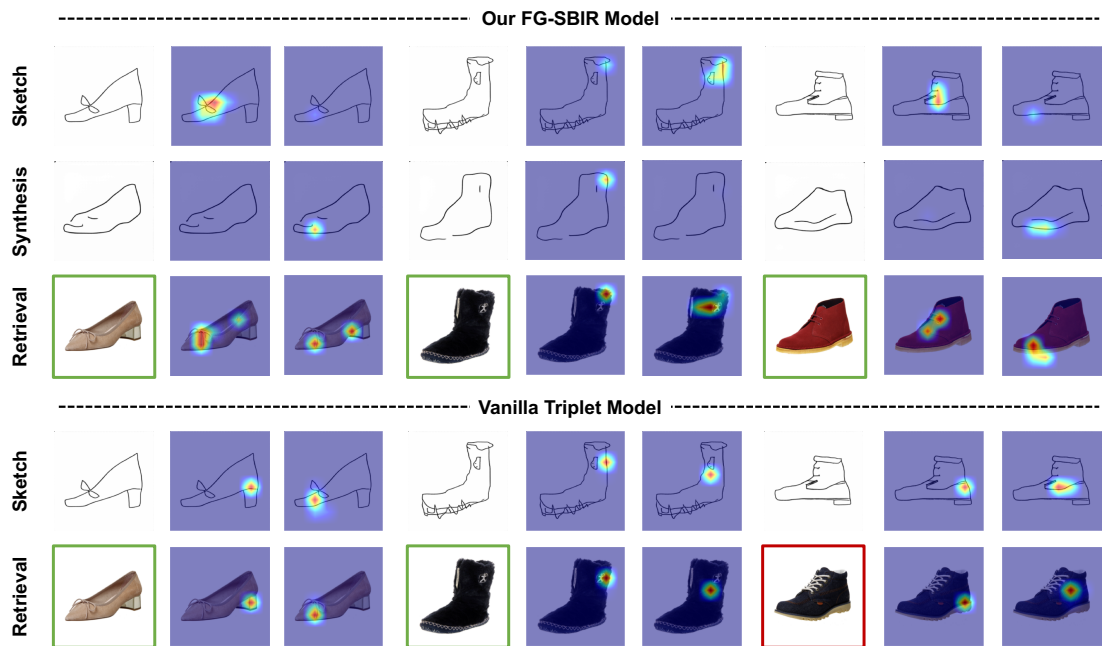 Our FG-SBIR Model
Sketch
Synthesis
Retrieval
Vanilla Triplet Model
Sketch
Retrieval